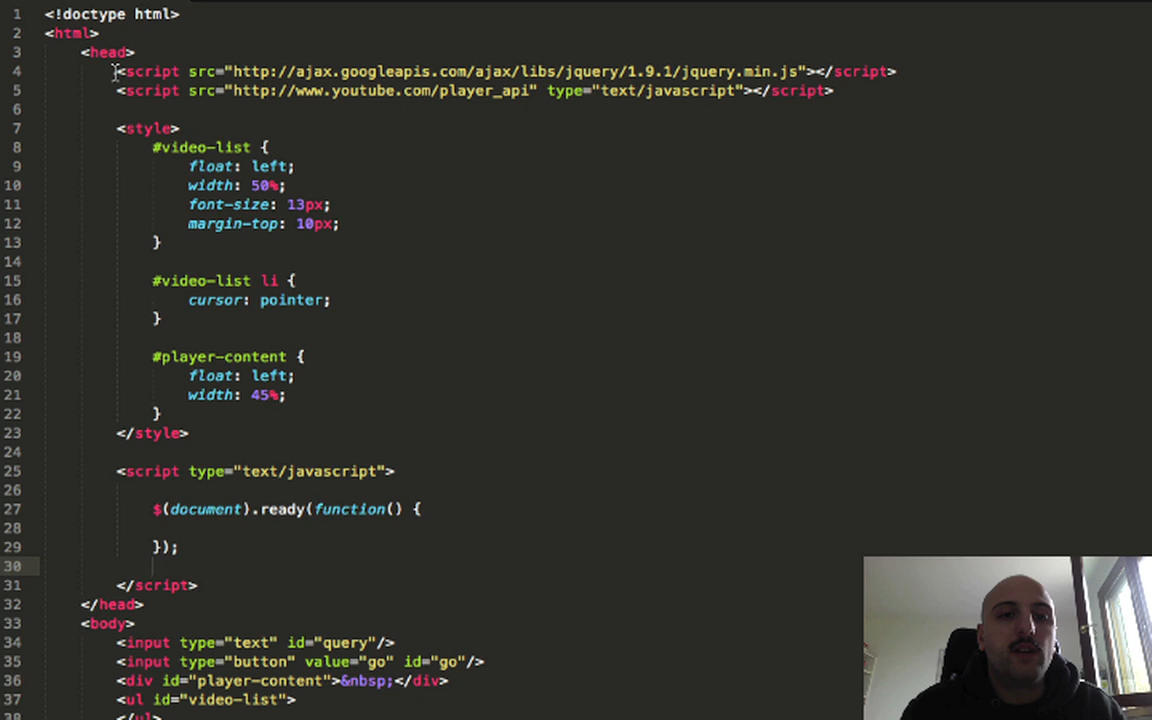 1 <!doctype html>
2 <html>
3 <head>
4 <script src="http://ajax.googleapis.com/ajax/libs/jquery/1.9.1/jquery.min.js"></script>
5 <script src="http://www.youtube.com/player_api" type="text/javascript"></script>
6
7 <style>
8 #video-list {
9 float: left;
10 width: 50%;
11 font-size: 13px;
12 margin-top: 10px;
13 }
14
15 #video-list li {
16 cursor: pointer;
17 }
18
19 #player-content {
20 float: left;
21 width: 45%;
22 }
23 </style>
24
25 <script type="text/javascript">
26
27 $(document).ready(function() {
28
29 });
30
31 </script>
32 </head>
33 <body>
34 <input type="text" id="query"/>
35 <input type="button" value="go" id="go"/>
36 <div id="player-content">&nbsp;</div>
37 <ul id="video-list">
38 </ul>